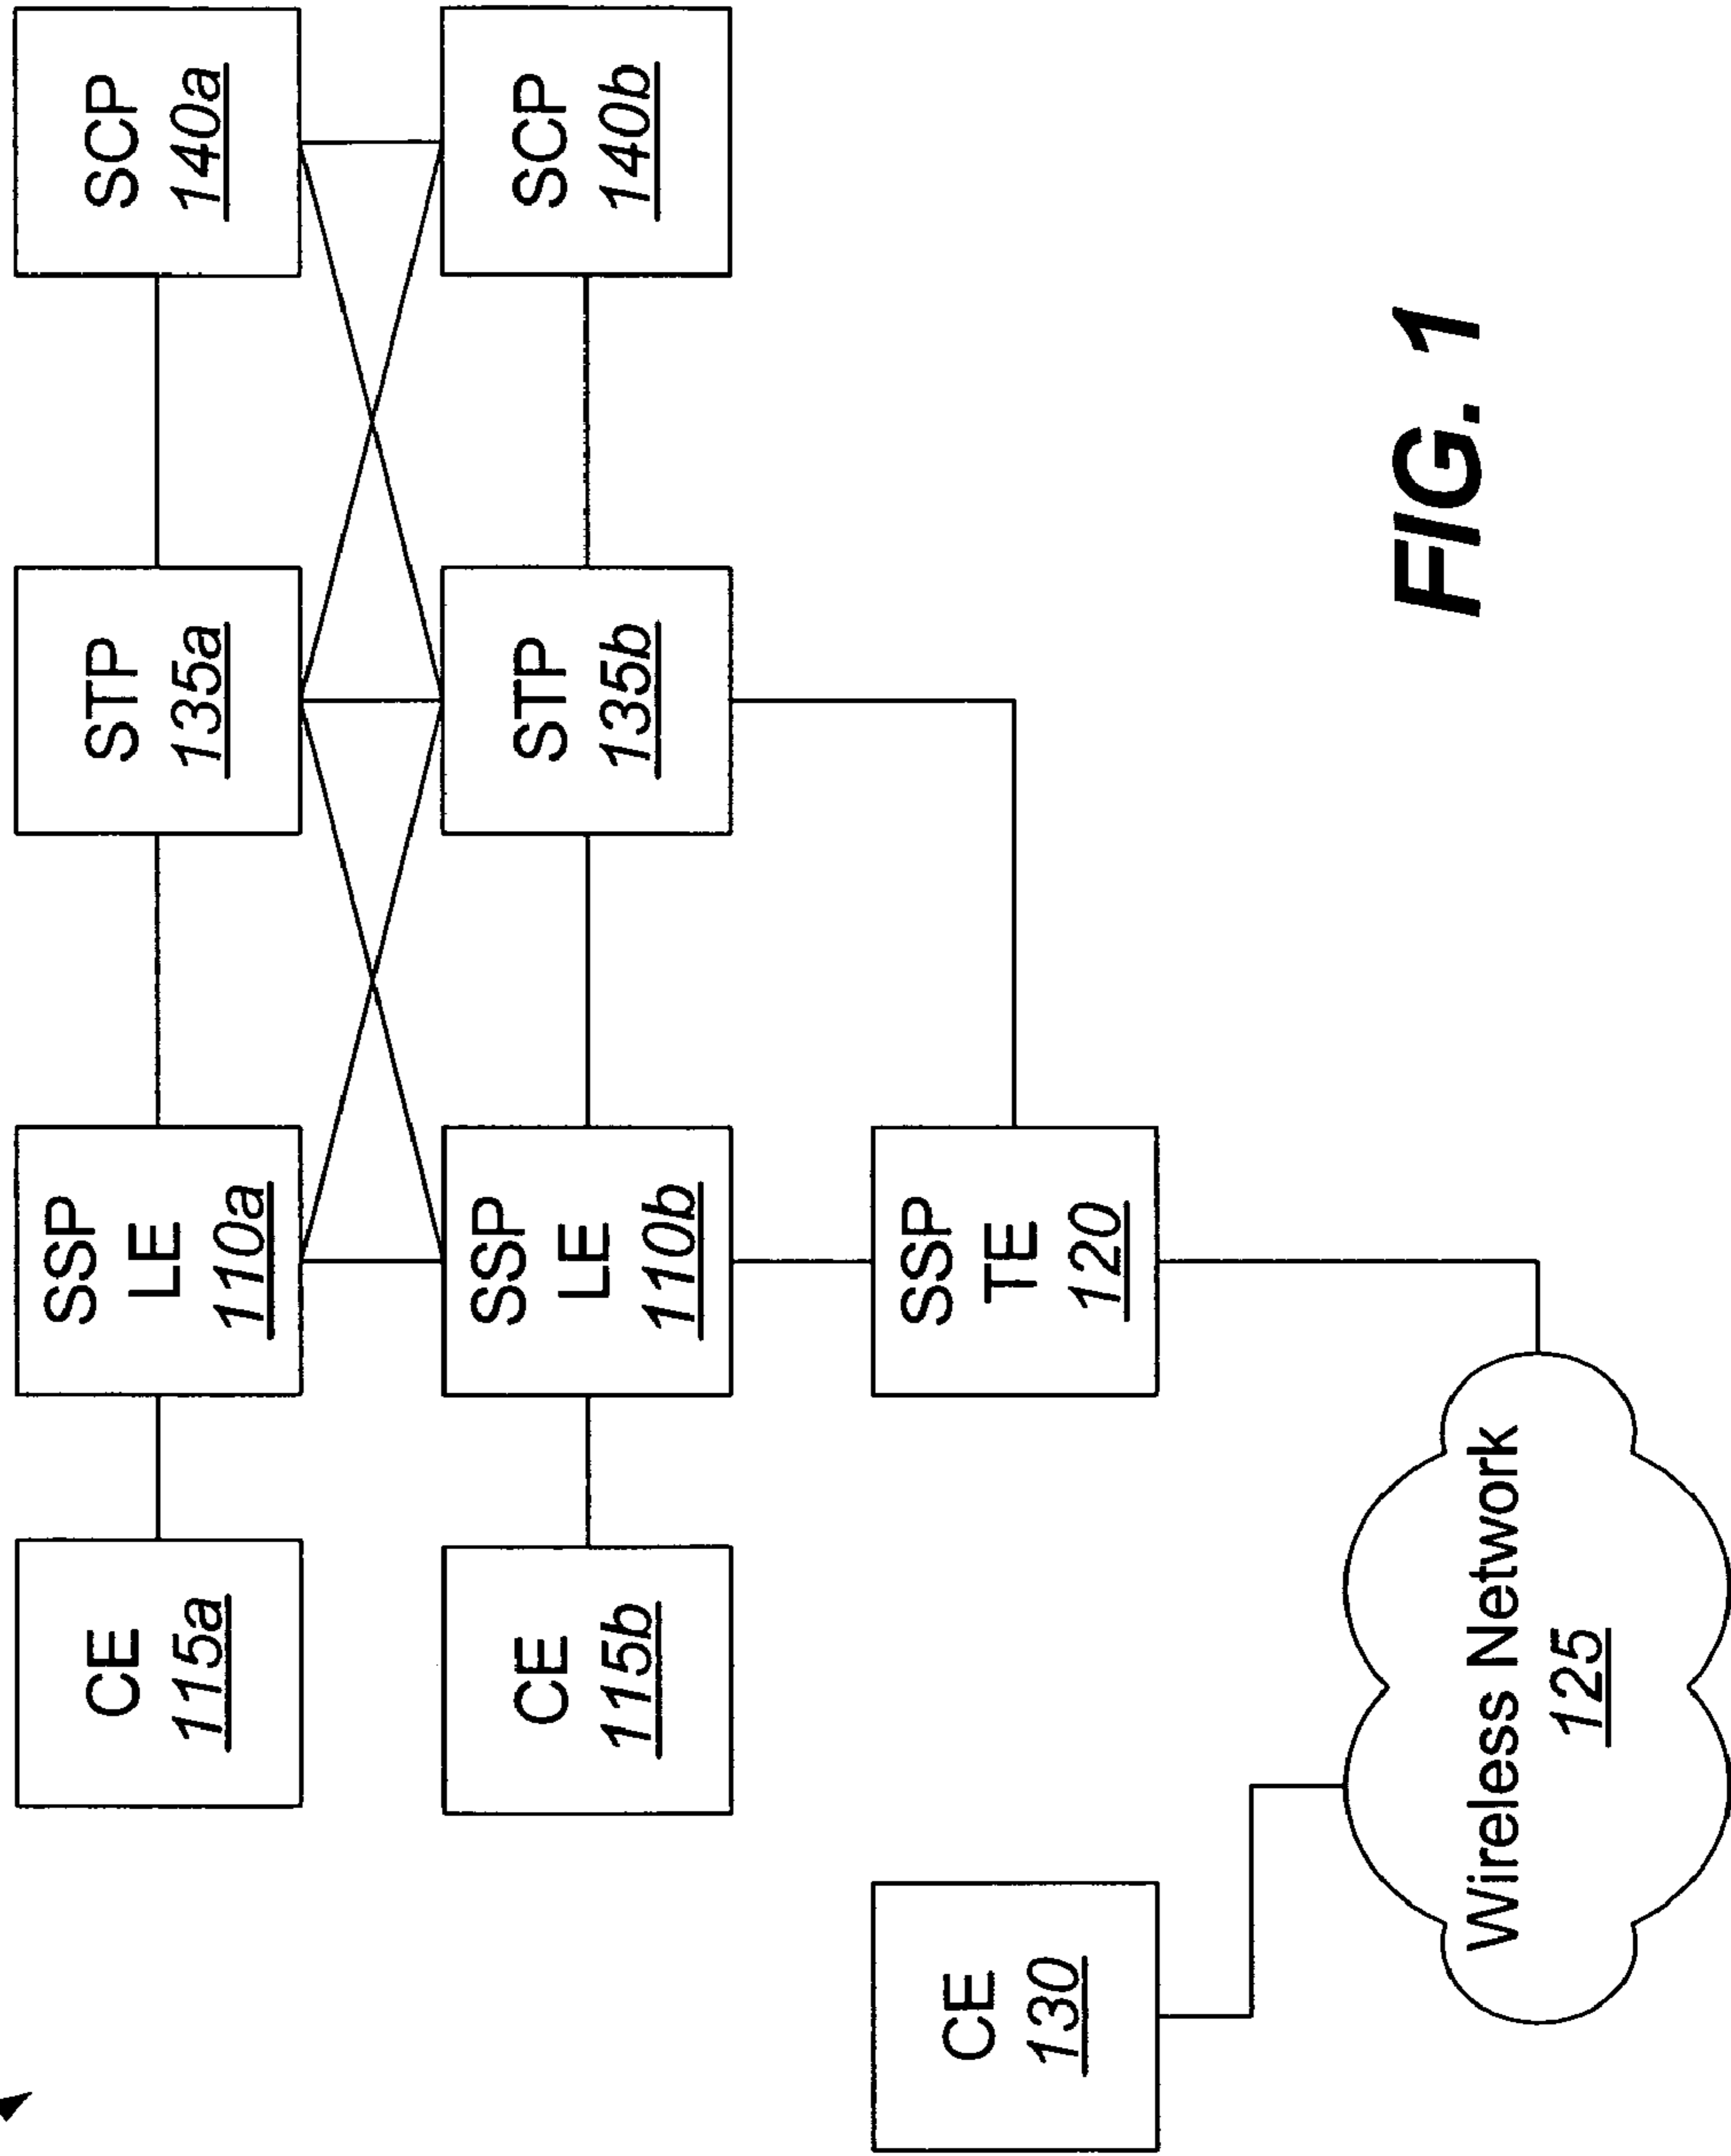 CE
115a
SSP
LE
110a
STP
135a
SCP
140a
CE
115b
SSP
LE
110b
STP
135b
SCP
140b
CE
130
SSP
TE
120
Wireless Network
125
FIG. 1